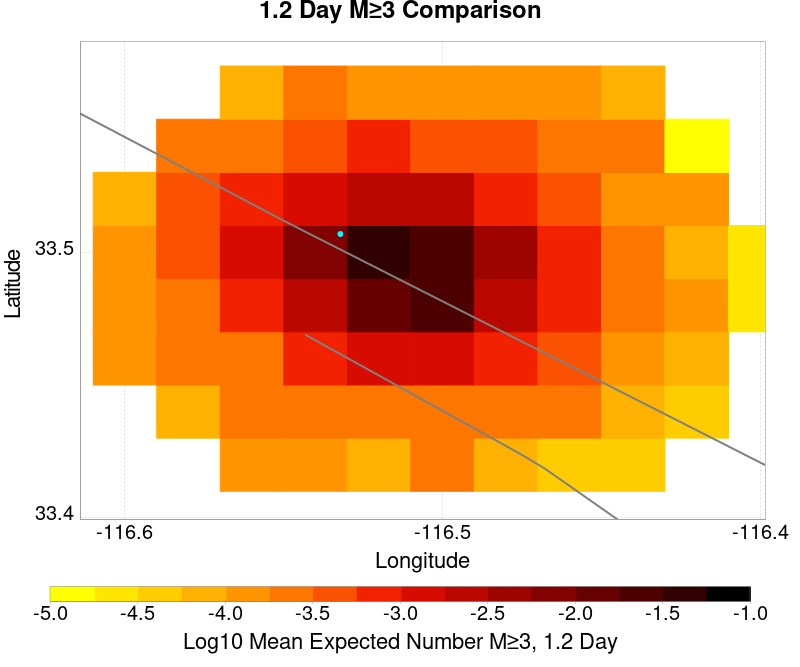 1.2 Day M≥3 Comparison
Latitude
33.5
33.4
-116.6 -116.5 -116.4
Longitude
-5.0 -4.5 -4.0 -3.5 -3.0 -2.5 -2.0 -1.5 -1.0
Log10 Mean Expected Number M≥3, 1.2 Day